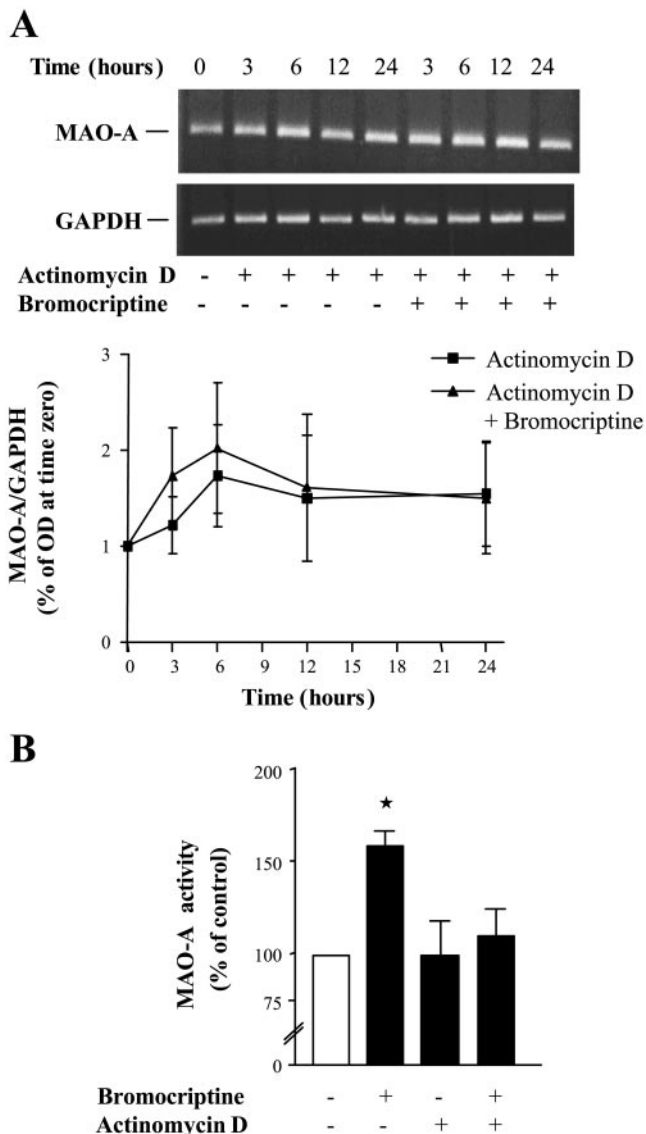 A
Time (hours) 0 3 6 12 24 3 6 12 24
MAO-A
GAPDH
Actinomycin D - + + + + + + + +
Bromocriptine - - - - - + + + +
3
2
1
0
MAO-A/GAPDH
(% of OD at time zero)
Actinomycin D
Actinomycin D
+ Bromocriptine
0 3 6 9 12 15 18 21 24
Time (hours)
B
200
150
100
75
0
MAO-A activity
(% of control)
★
Bromocriptine - + - +
Actinomycin D - - + +